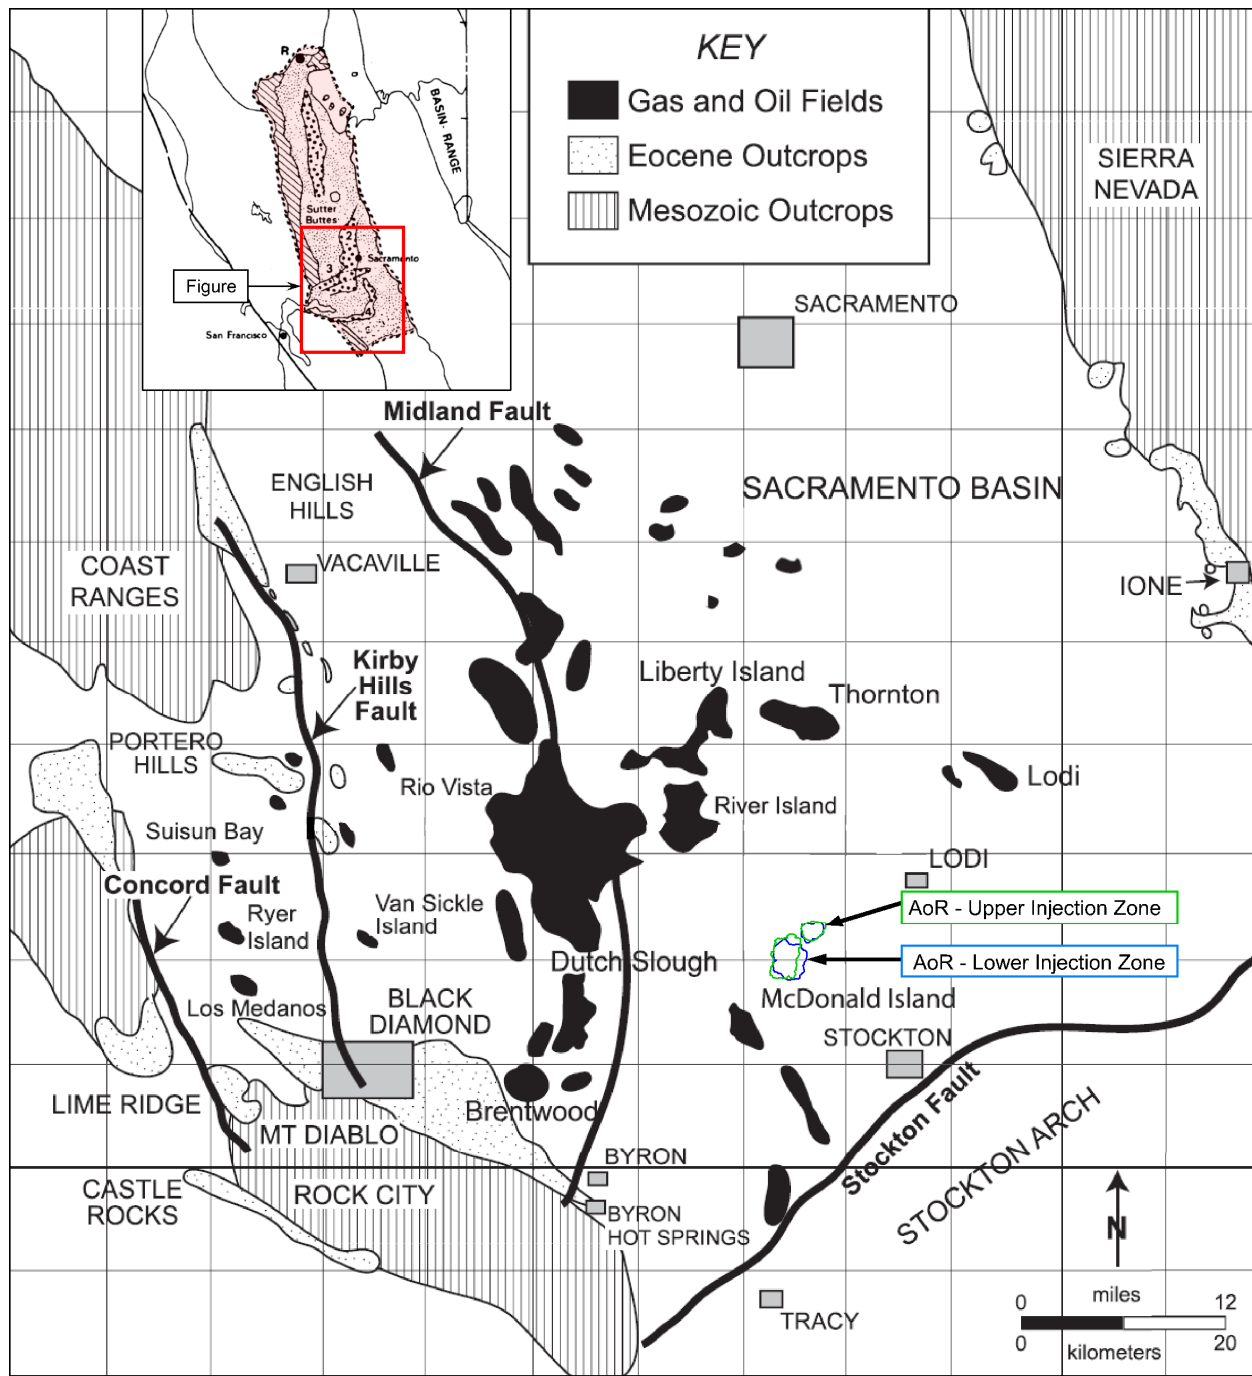 KEY
Gas and Oil Fields
Eocene Outcrops
Mesozoic Outcrops
R
BASIN-RANGE
1
Sutter
Buttes
2
Sacramento
3
4
San Francisco
Figure
SIERRA
NEVADA
SACRAMENTO
Midland Fault
ENGLISH
HILLS
SACRAMENTO BASIN
VACAVILLE
COAST
RANGES
IONE
Kirby
Hills
Fault
Liberty Island
Thornton
PORTERO
HILLS
Rio Vista
River Island
Lodi
Suisun Bay
LODI
Concord Fault
Ryer
Island
Van Sickle
Island
AoR - Upper Injection Zone
Dutch Slough
AoR - Lower Injection Zone
Los Medanos
BLACK
DIAMOND
McDonald Island
STOCKTON
LIME RIDGE
MT DIABLO
Brentwood
Stockton Fault
STOCKTON ARCH
BYRON
CASTLE
ROCKS
ROCK CITY
BYRON
HOT SPRINGS
N
TRACY
0 miles 12
0 kilometers 20